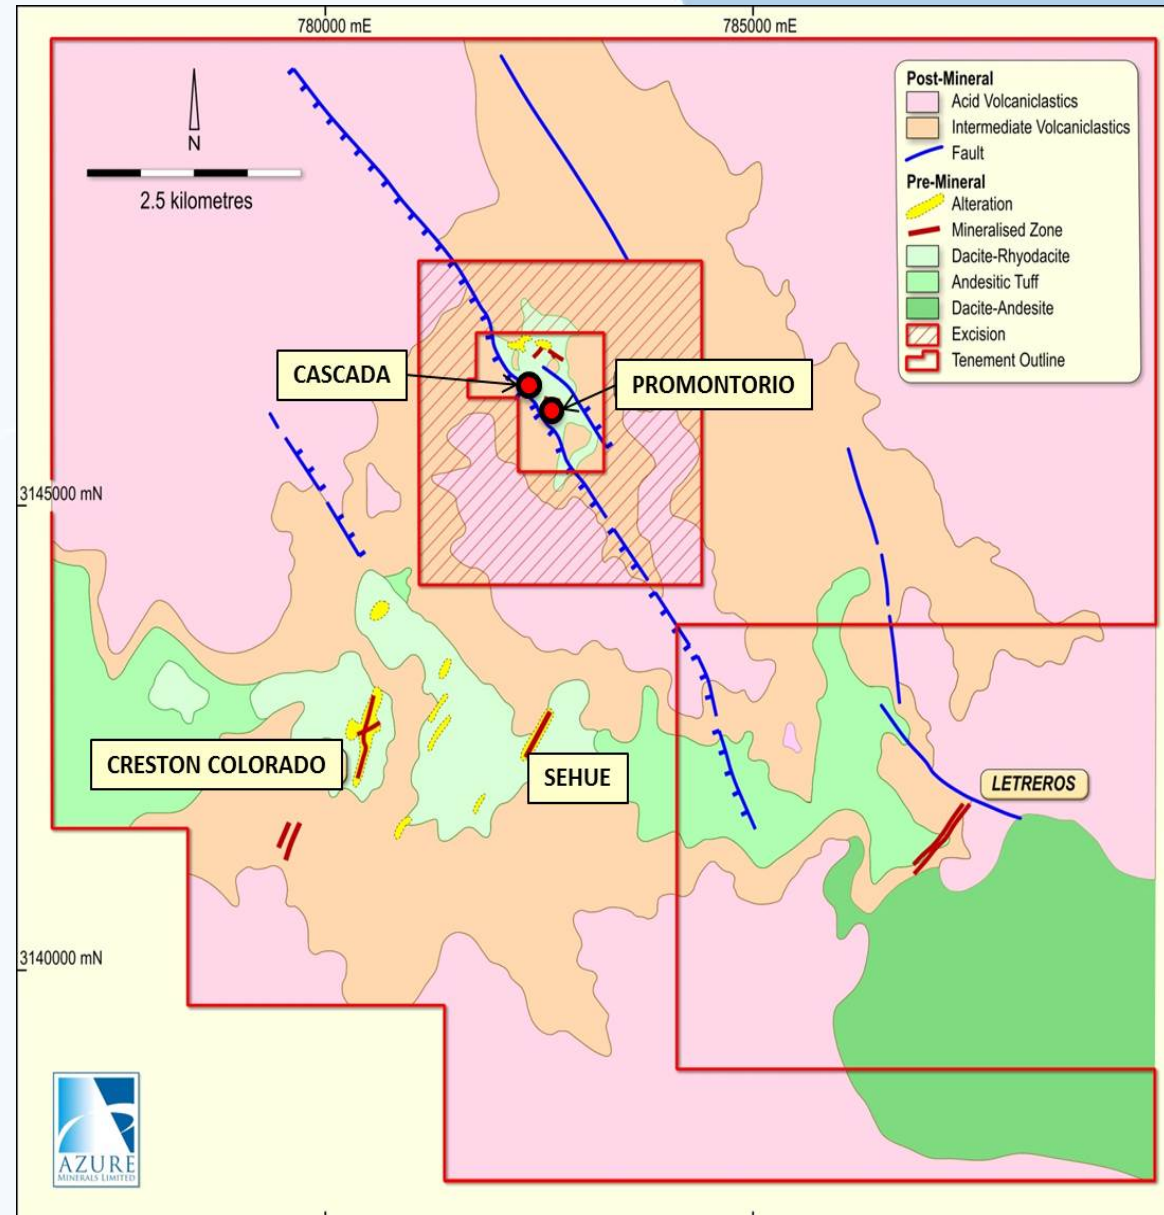 780000 mE
785000 mE
Post-Mineral
Acid Volcaniclastics
Intermediate Volcaniclastics
Fault
Pre-Mineral
Alteration
Mineralised Zone
Dacite-Rhyodacite
Andesitic Tuff
Dacite-Andesite
Excision
Tenement Outline
N
2.5 kilometres
CASCADA
PROMONTORIO
3145000 mN
CRESTON COLORADO
SEHUE
LETREROS
3140000 mN
AZURE
MINERALS LIMITED